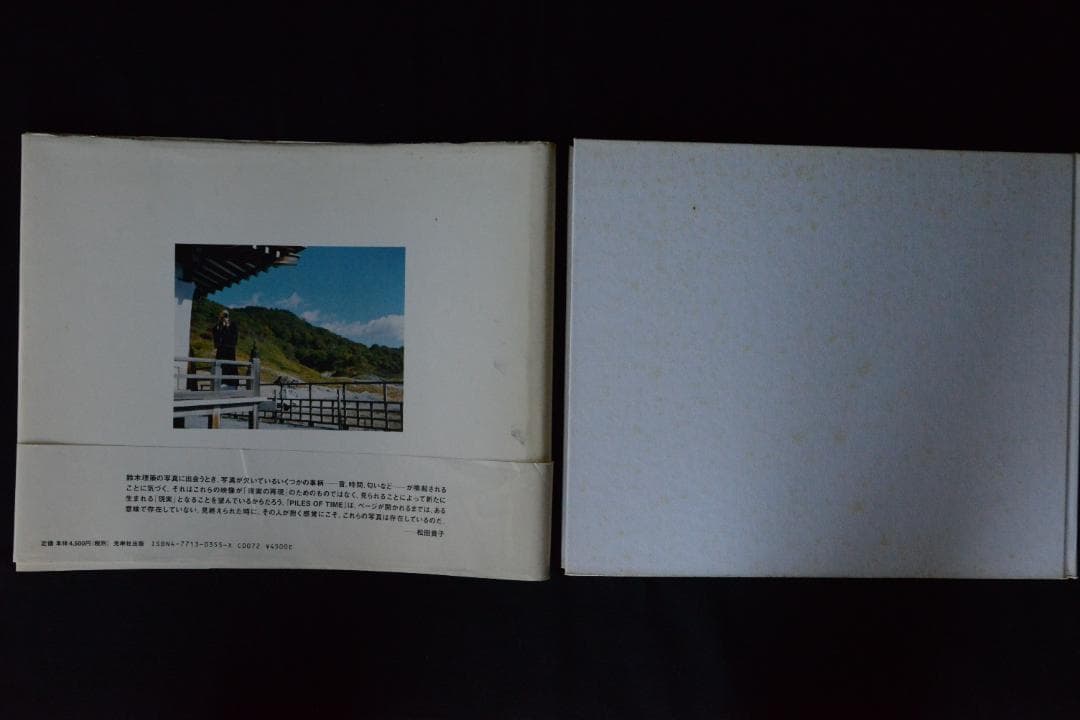 鈴木理策の写真に出会うとき、写真が欠いているいくつかの事柄──音、時間、匂いなど──が喚起される
ことに気づく。それはこれらの映像が「現実の再現」のためのものではなく、見られることによって新たに
生まれる「現実」となることを望んでいるからだろう。『PILES OF TIME』は、ページが開かれるまでは、ある
意味で存在していない。見終えられた時に、その人が抱く感覚にこそ、これらの写真は存在しているのだ。
──松田貴子
定価 本体4,500円[税別] 光琳社出版 ISBN4-7713-0355-X C0072 ¥4500E